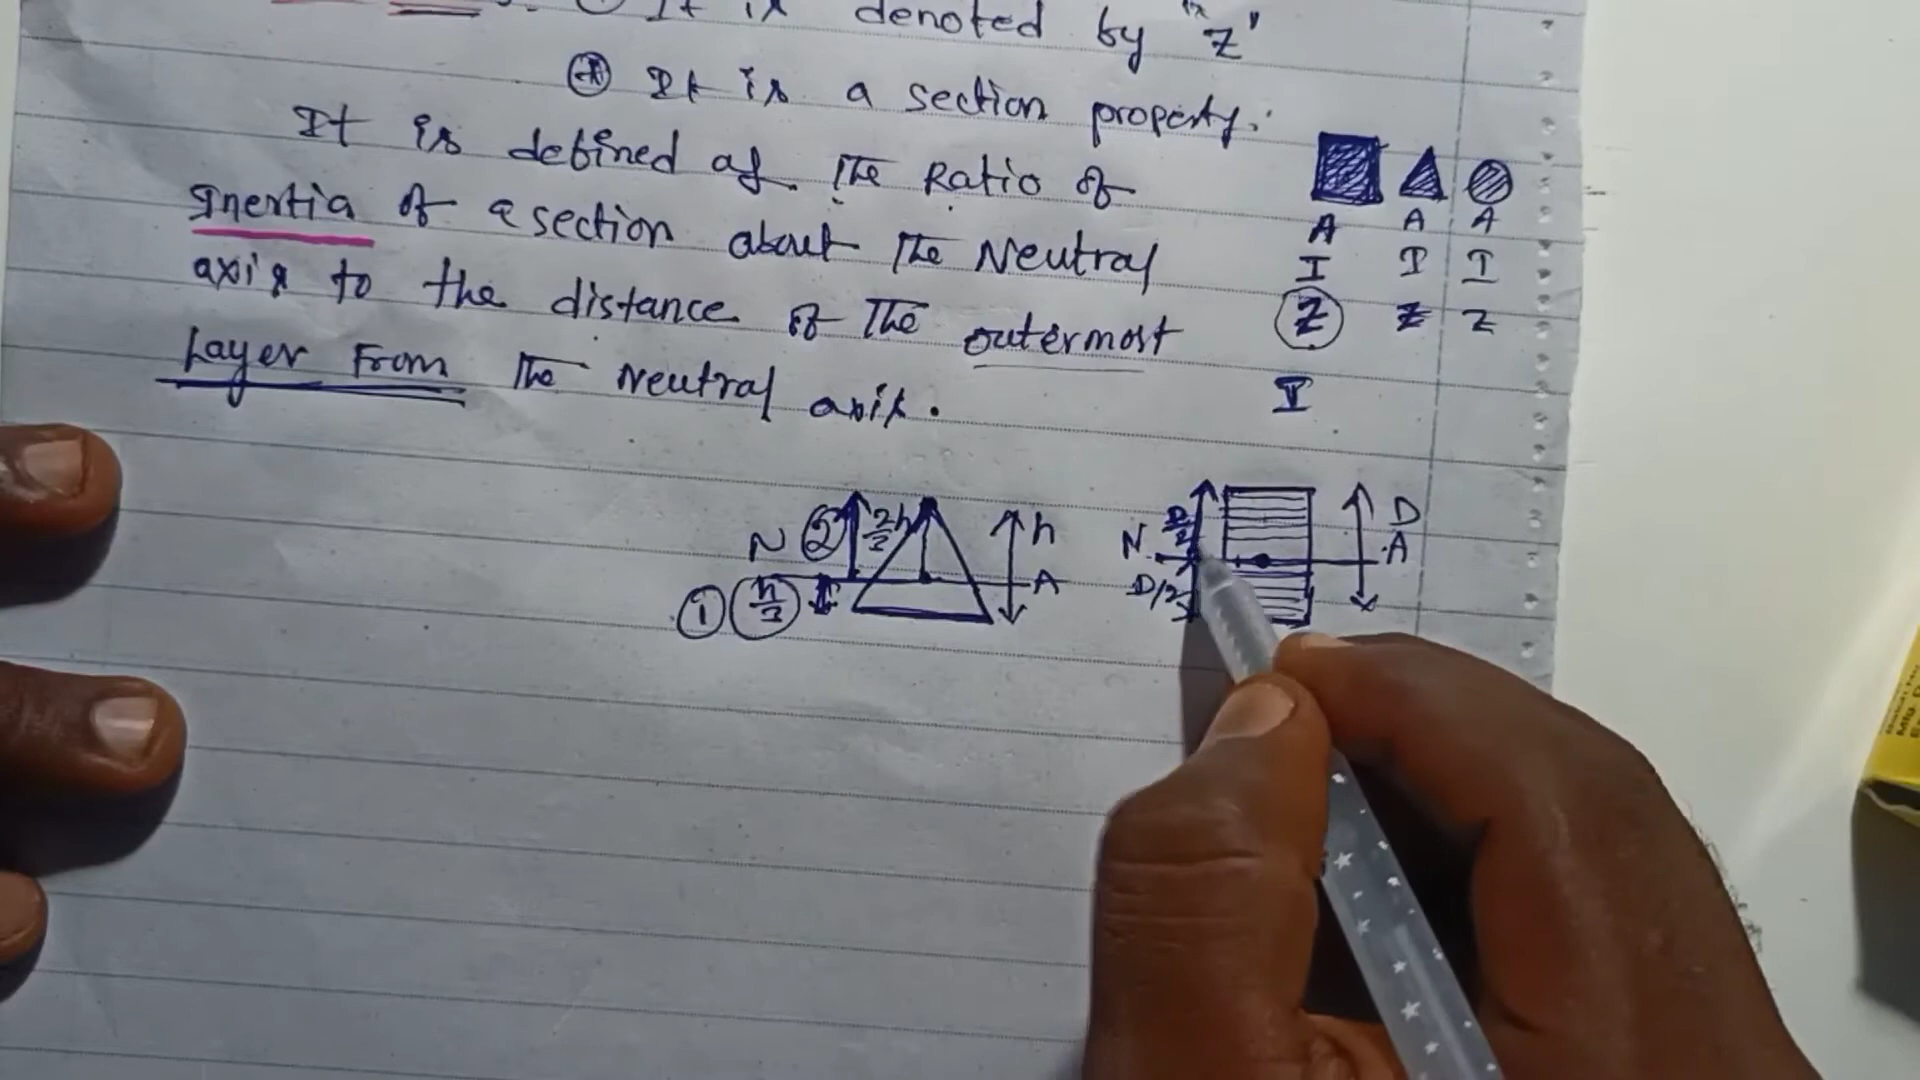 It is denoted by "Z"
It is a section property.
It is defined as the Ratio of
Inertia of a section about the Neutral
axis to the distance of the outermost
Layer From the Neutral axis.
A A A
I I I
Z Z Z
I
N 2 2h/3 h
1 h/3 A
D/2 D
N A
D/2